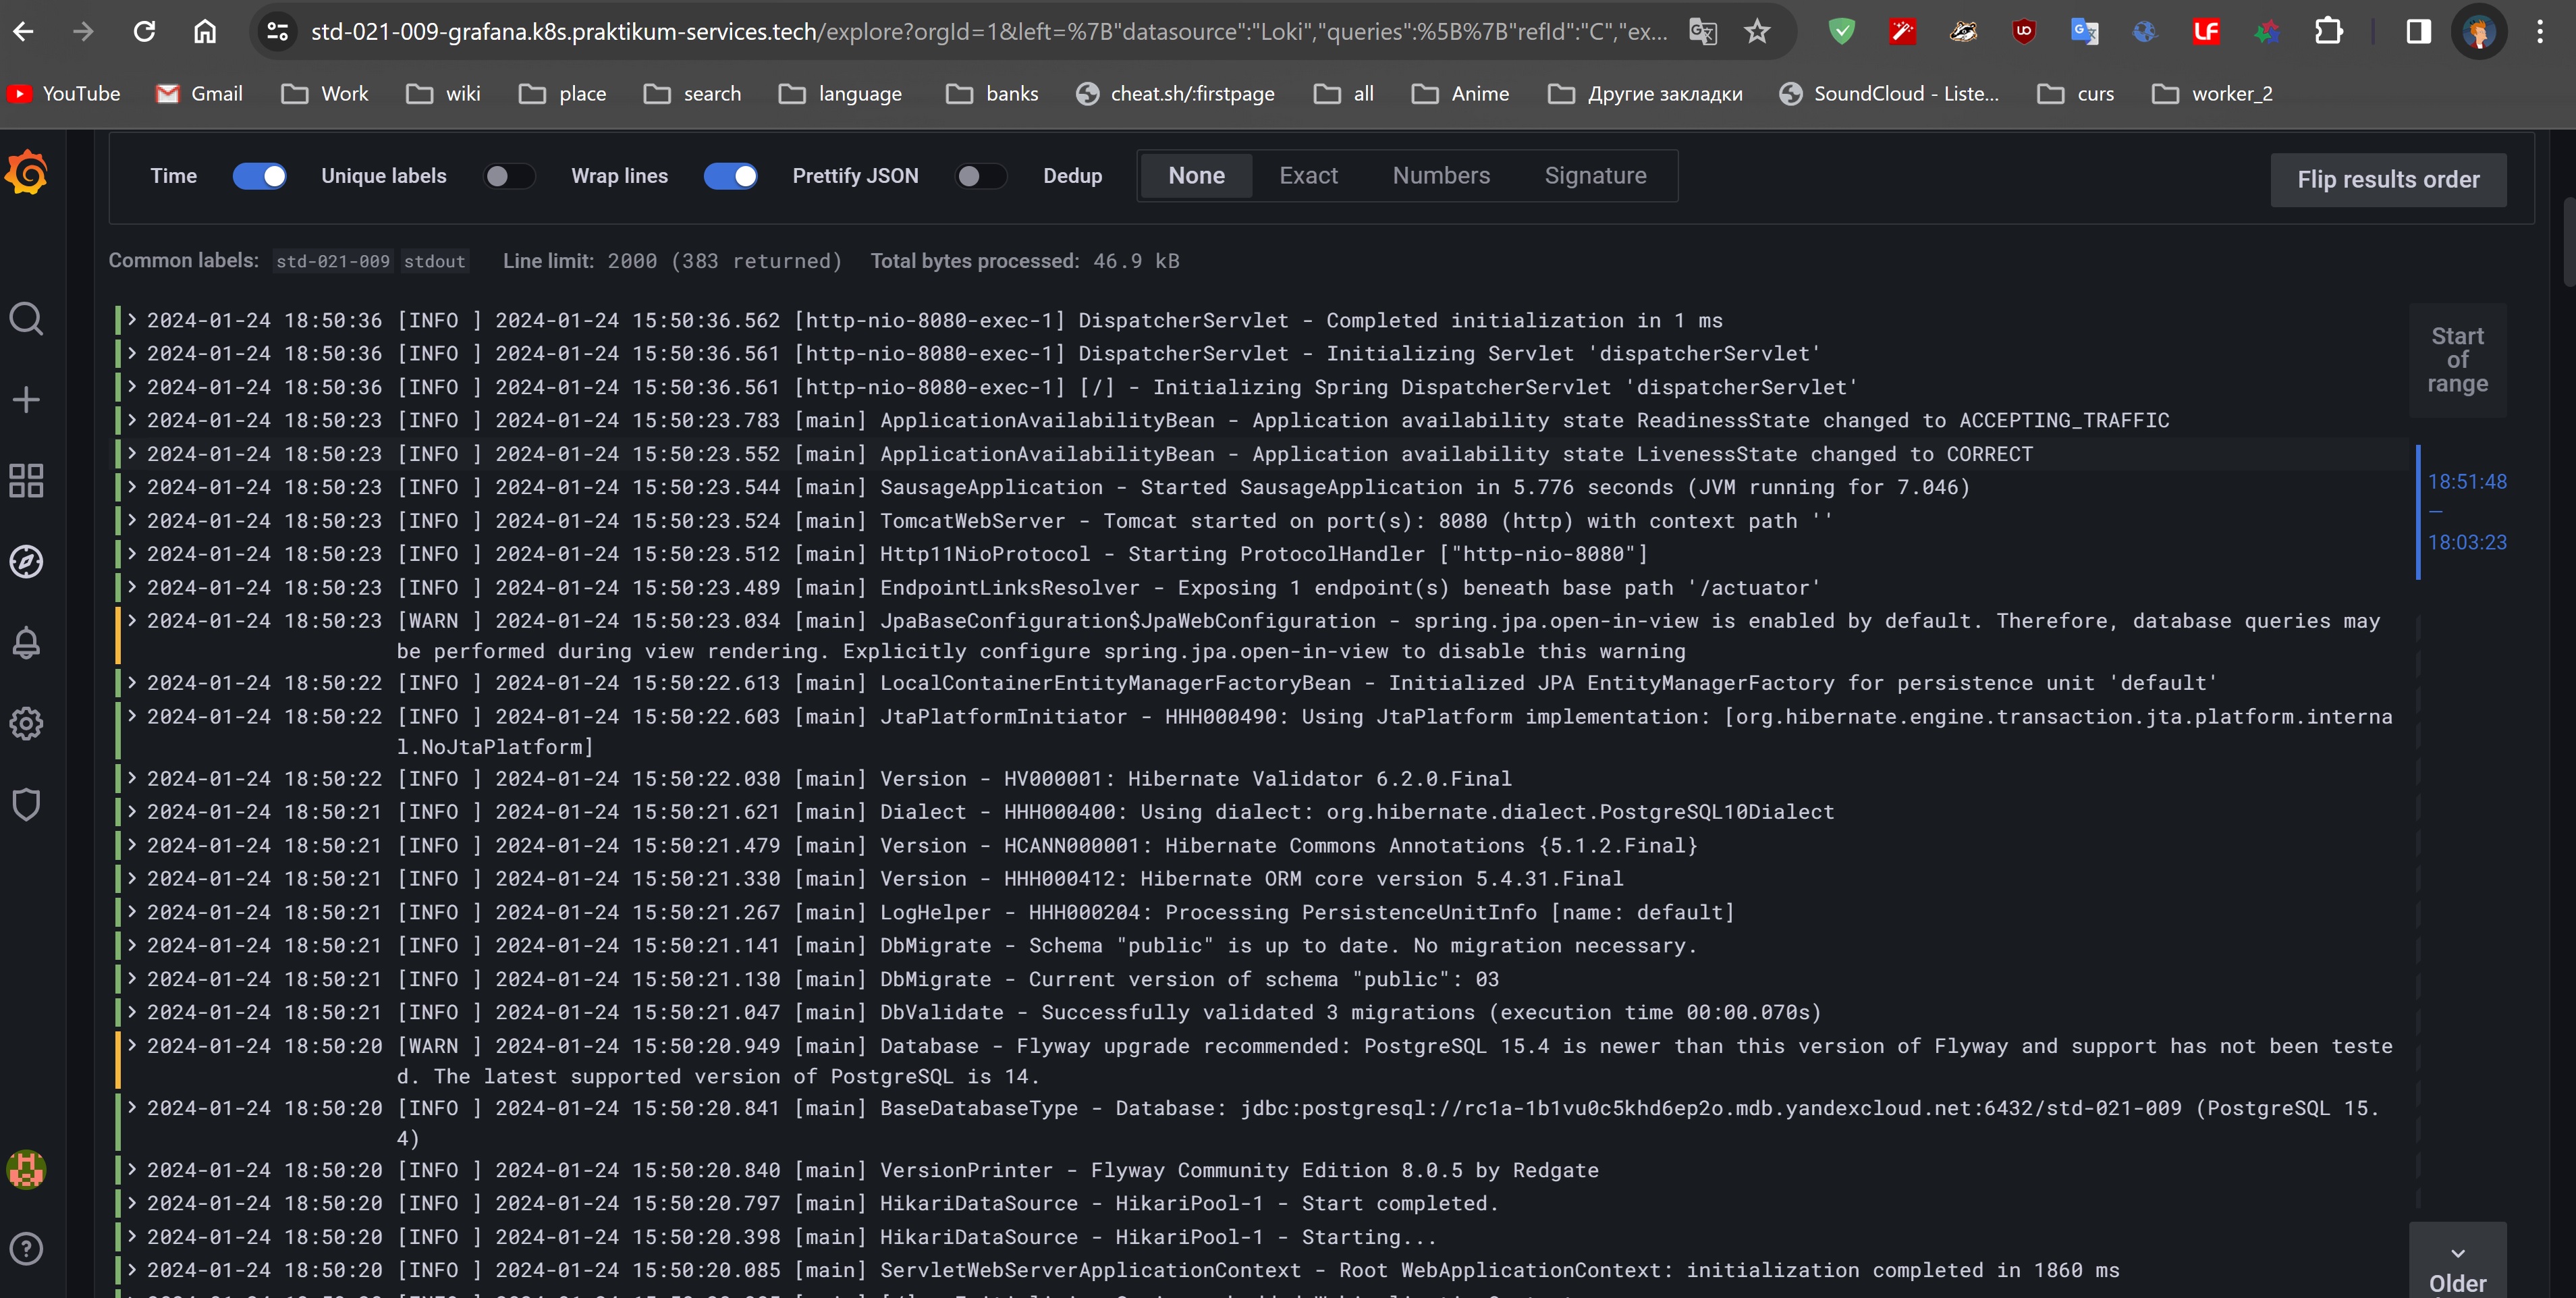 std-021-009-grafana.k8s.praktikum-services.tech/explore?orgId=1&left=%7B"datasource":"Loki","queries":%5B%7B"refId":"C","ex...
YouTube Gmail Work wiki place search language banks cheat.sh/:firstpage all Anime Другие закладки SoundCloud - Liste... curs worker_2
Time Unique labels Wrap lines Prettify JSON Dedup None Exact Numbers Signature Flip results order
Common labels: std-021-009 stdout Line limit: 2000 (383 returned) Total bytes processed: 46.9 kB
2024-01-24 18:50:36 [INFO ] 2024-01-24 15:50:36.562 [http-nio-8080-exec-1] DispatcherServlet - Completed initialization in 1 ms
2024-01-24 18:50:36 [INFO ] 2024-01-24 15:50:36.561 [http-nio-8080-exec-1] DispatcherServlet - Initializing Servlet 'dispatcherServlet'
2024-01-24 18:50:36 [INFO ] 2024-01-24 15:50:36.561 [http-nio-8080-exec-1] [/] - Initializing Spring DispatcherServlet 'dispatcherServlet'
2024-01-24 18:50:23 [INFO ] 2024-01-24 15:50:23.783 [main] ApplicationAvailabilityBean - Application availability state ReadinessState changed to ACCEPTING_TRAFFIC
2024-01-24 18:50:23 [INFO ] 2024-01-24 15:50:23.552 [main] ApplicationAvailabilityBean - Application availability state LivenessState changed to CORRECT
2024-01-24 18:50:23 [INFO ] 2024-01-24 15:50:23.544 [main] SausageApplication - Started SausageApplication in 5.776 seconds (JVM running for 7.046)
2024-01-24 18:50:23 [INFO ] 2024-01-24 15:50:23.524 [main] TomcatWebServer - Tomcat started on port(s): 8080 (http) with context path ''
2024-01-24 18:50:23 [INFO ] 2024-01-24 15:50:23.512 [main] Http11NioProtocol - Starting ProtocolHandler ["http-nio-8080"]
2024-01-24 18:50:23 [INFO ] 2024-01-24 15:50:23.489 [main] EndpointLinksResolver - Exposing 1 endpoint(s) beneath base path '/actuator'
2024-01-24 18:50:23 [WARN ] 2024-01-24 15:50:23.034 [main] JpaBaseConfiguration$JpaWebConfiguration - spring.jpa.open-in-view is enabled by default. Therefore, database queries may
be performed during view rendering. Explicitly configure spring.jpa.open-in-view to disable this warning
2024-01-24 18:50:22 [INFO ] 2024-01-24 15:50:22.613 [main] LocalContainerEntityManagerFactoryBean - Initialized JPA EntityManagerFactory for persistence unit 'default'
2024-01-24 18:50:22 [INFO ] 2024-01-24 15:50:22.603 [main] JtaPlatformInitiator - HHH000490: Using JtaPlatform implementation: [org.hibernate.engine.transaction.jta.platform.interna
l.NoJtaPlatform]
2024-01-24 18:50:22 [INFO ] 2024-01-24 15:50:22.030 [main] Version - HV000001: Hibernate Validator 6.2.0.Final
2024-01-24 18:50:21 [INFO ] 2024-01-24 15:50:21.621 [main] Dialect - HHH000400: Using dialect: org.hibernate.dialect.PostgreSQL10Dialect
2024-01-24 18:50:21 [INFO ] 2024-01-24 15:50:21.479 [main] Version - HCANN000001: Hibernate Commons Annotations {5.1.2.Final}
2024-01-24 18:50:21 [INFO ] 2024-01-24 15:50:21.330 [main] Version - HHH000412: Hibernate ORM core version 5.4.31.Final
2024-01-24 18:50:21 [INFO ] 2024-01-24 15:50:21.267 [main] LogHelper - HHH000204: Processing PersistenceUnitInfo [name: default]
2024-01-24 18:50:21 [INFO ] 2024-01-24 15:50:21.141 [main] DbMigrate - Schema "public" is up to date. No migration necessary.
2024-01-24 18:50:21 [INFO ] 2024-01-24 15:50:21.130 [main] DbMigrate - Current version of schema "public": 03
2024-01-24 18:50:21 [INFO ] 2024-01-24 15:50:21.047 [main] DbValidate - Successfully validated 3 migrations (execution time 00:00.070s)
2024-01-24 18:50:20 [WARN ] 2024-01-24 15:50:20.949 [main] Database - Flyway upgrade recommended: PostgreSQL 15.4 is newer than this version of Flyway and support has not been teste
d. The latest supported version of PostgreSQL is 14.
2024-01-24 18:50:20 [INFO ] 2024-01-24 15:50:20.841 [main] BaseDatabaseType - Database: jdbc:postgresql://rc1a-1b1vu0c5khd6ep2o.mdb.yandexcloud.net:6432/std-021-009 (PostgreSQL 15.
4)
2024-01-24 18:50:20 [INFO ] 2024-01-24 15:50:20.840 [main] VersionPrinter - Flyway Community Edition 8.0.5 by Redgate
2024-01-24 18:50:20 [INFO ] 2024-01-24 15:50:20.797 [main] HikariDataSource - HikariPool-1 - Start completed.
2024-01-24 18:50:20 [INFO ] 2024-01-24 15:50:20.398 [main] HikariDataSource - HikariPool-1 - Starting...
2024-01-24 18:50:20 [INFO ] 2024-01-24 15:50:20.085 [main] ServletWebServerApplicationContext - Root WebApplicationContext: initialization completed in 1860 ms
Start
of
range
18:51:48
—
18:03:23
Older